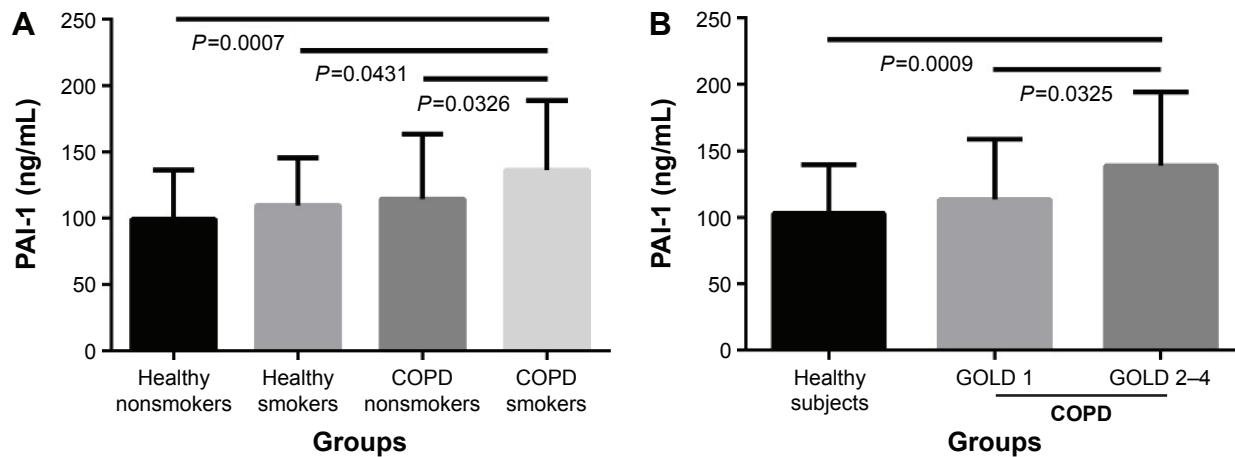 A
PAI-1 (ng/mL)
250
200
150
100
50
0
P=0.0007
P=0.0431
P=0.0326
Healthy
nonsmokers
Healthy
smokers
COPD
nonsmokers
COPD
smokers
Groups
B
PAI-1 (ng/mL)
250
200
150
100
50
0
P=0.0009
P=0.0325
Healthy
subjects
GOLD 1
GOLD 2–4
COPD
Groups